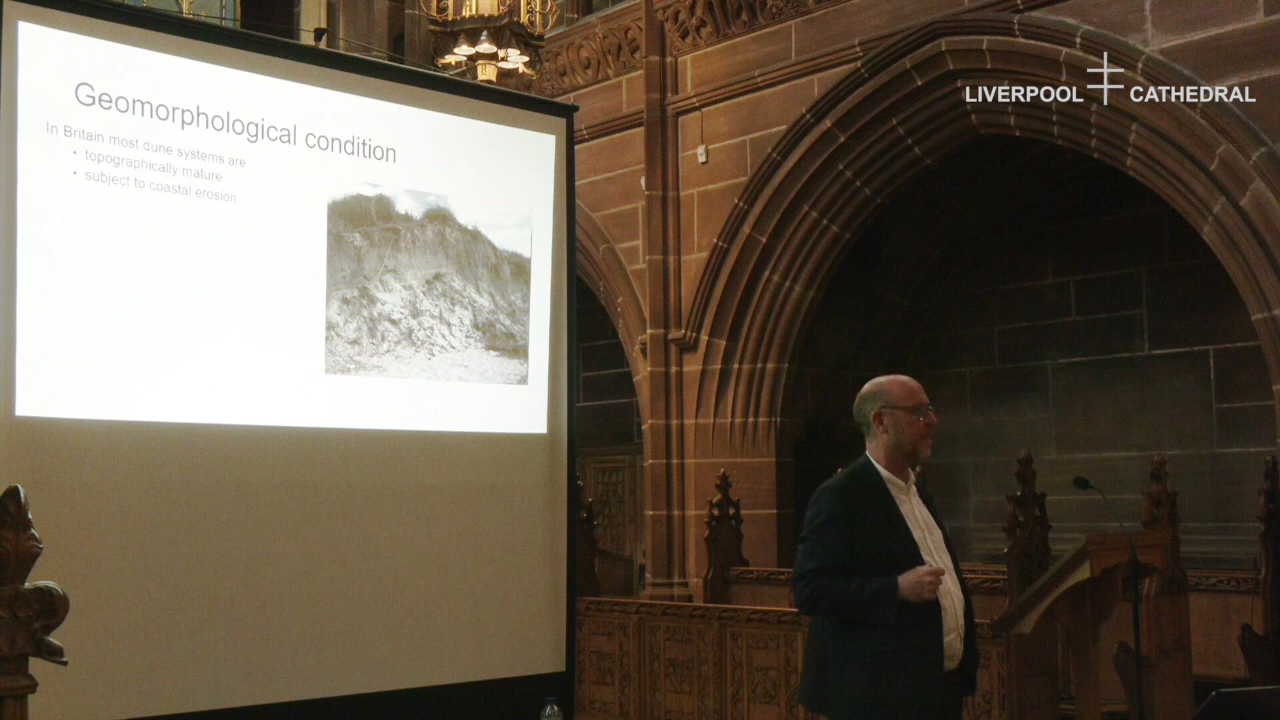 Geomorphological condition
In Britain most dune systems are
• topographically mature
• subject to coastal erosion
LIVERPOOL CATHEDRAL